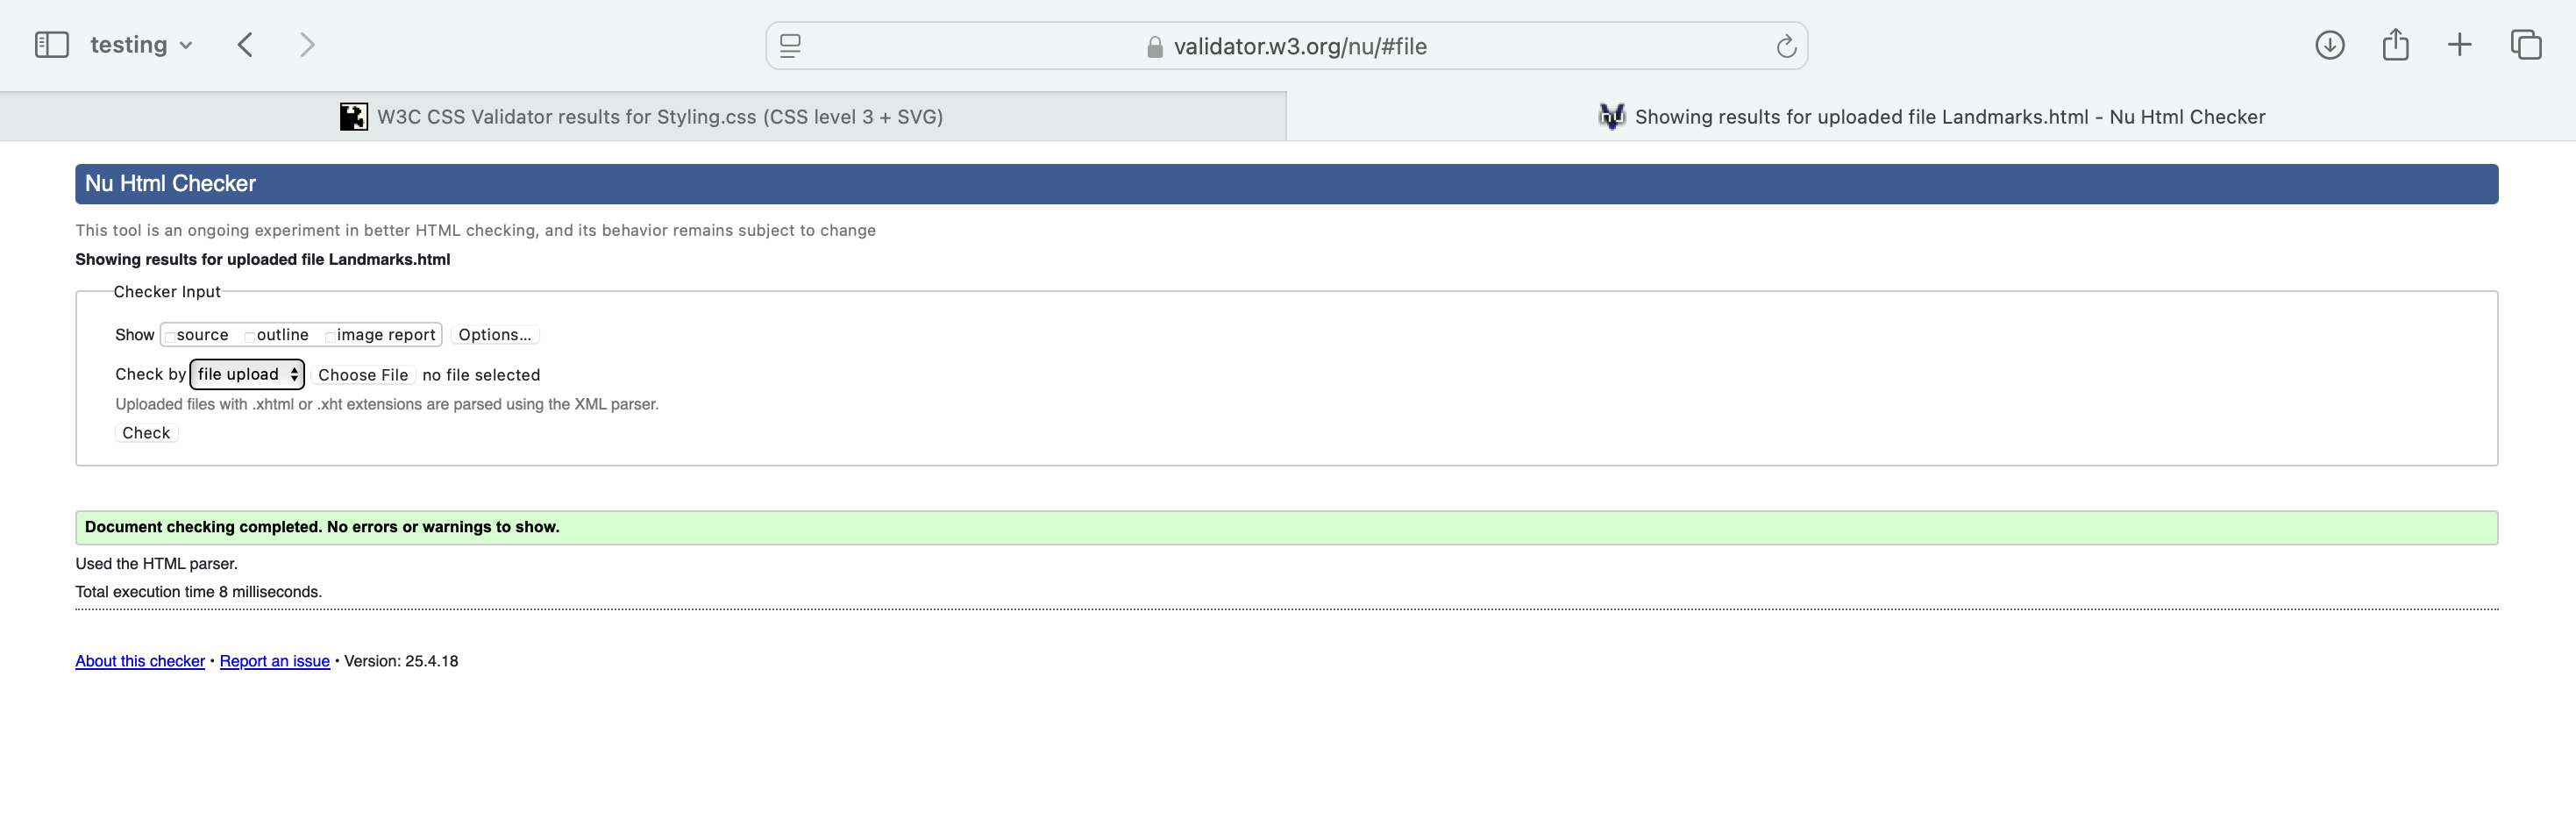 testing
validator.w3.org/nu/#file
W3C CSS Validator results for Styling.css (CSS level 3 + SVG)
nu Showing results for uploaded file Landmarks.html - Nu Html Checker
Nu Html Checker
This tool is an ongoing experiment in better HTML checking, and its behavior remains subject to change
Showing results for uploaded file Landmarks.html
Checker Input
Show source outline image report Options...
Check by file upload Choose File no file selected
Uploaded files with .xhtml or .xht extensions are parsed using the XML parser.
Check
Document checking completed. No errors or warnings to show.
Used the HTML parser.
Total execution time 8 milliseconds.
About this checker • Report an issue • Version: 25.4.18